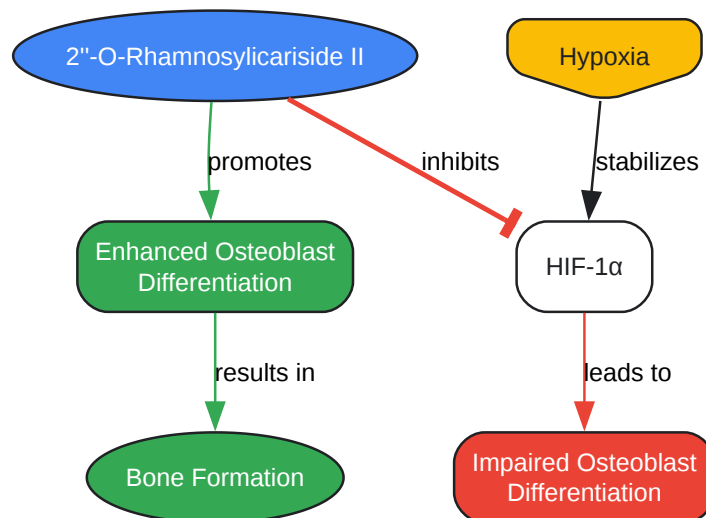 2''-O-Rhamnosylicariside II
Hypoxia
promotes
inhibits
stabilizes
Enhanced Osteoblast
Differentiation
HIF-1α
results in
leads to
Bone Formation
Impaired Osteoblast
Differentiation